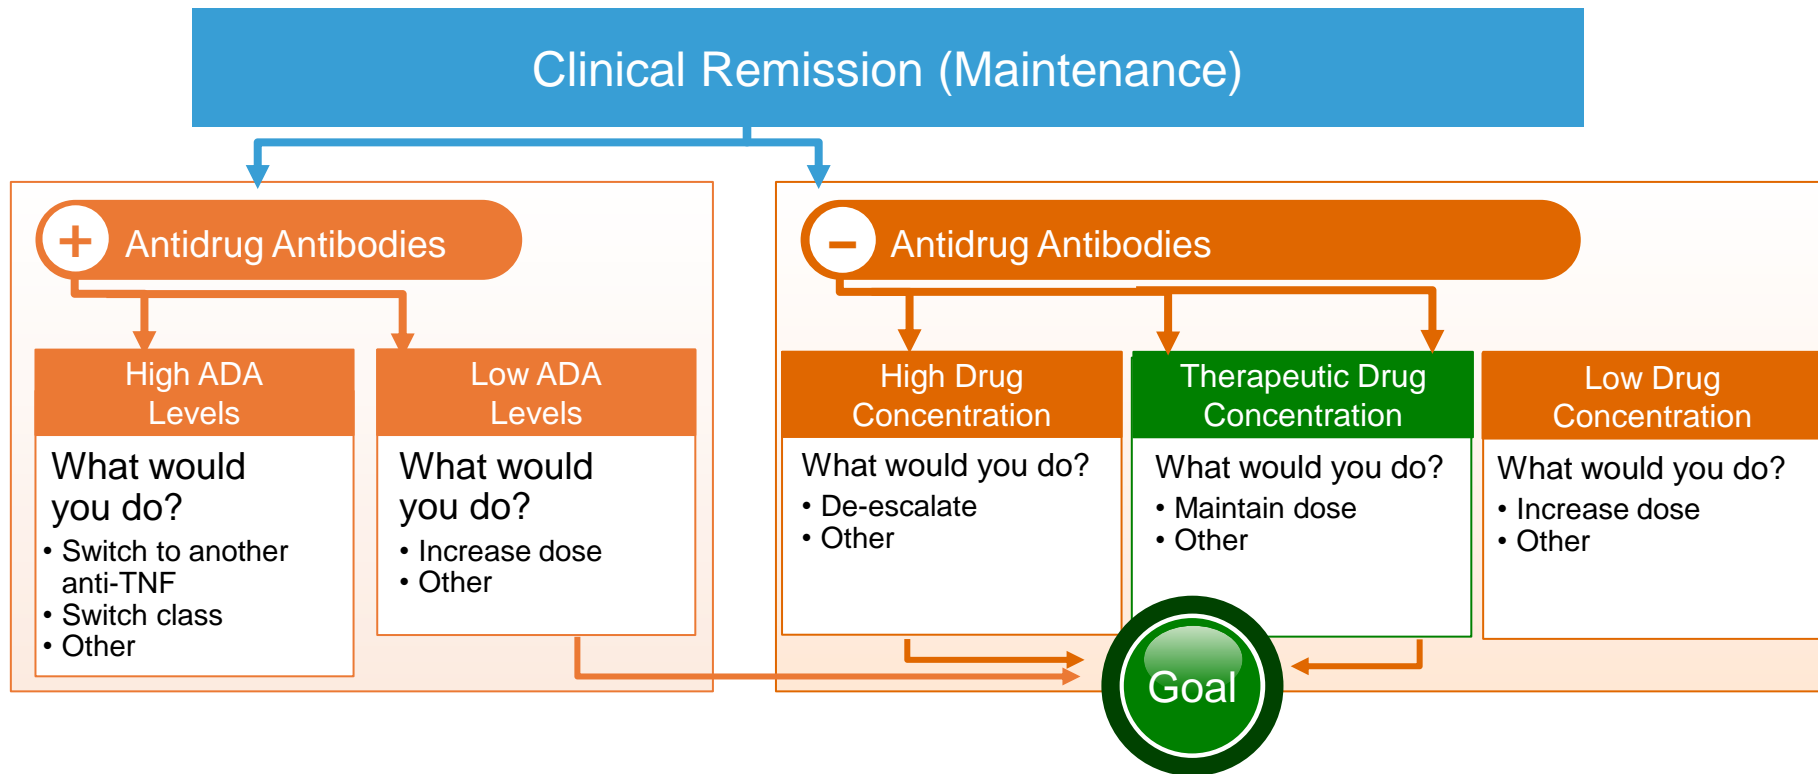 Clinical Remission (Maintenance)
+ Antidrug Antibodies
High ADA
Levels
What would
you do?
• Switch to another
anti-TNF
• Switch class
• Other
Low ADA
Levels
What would
you do?
• Increase dose
• Other
− Antidrug Antibodies
High Drug
Concentration
What would you do?
• De-escalate
• Other
Therapeutic Drug
Concentration
What would you do?
• Maintain dose
• Other
Low Drug
Concentration
What would you do?
• Increase dose
• Other
Goal